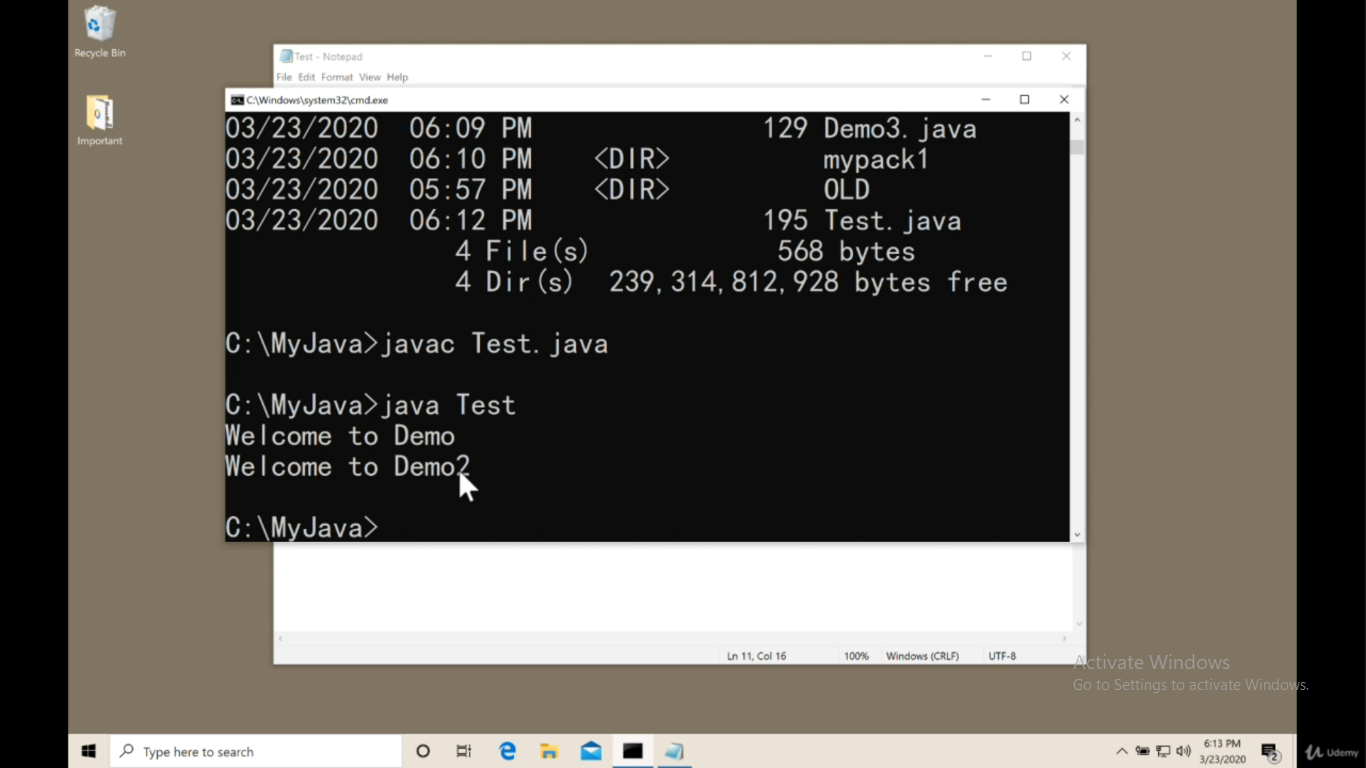 Recycle Bin
Important
Test - Notepad
File Edit Format View Help
C:\Windows\system32\cmd.exe
03/23/2020 06:09 PM 129 Demo3.java
03/23/2020 06:10 PM <DIR> mypack1
03/23/2020 05:57 PM <DIR> OLD
03/23/2020 06:12 PM 195 Test.java
4 File(s) 568 bytes
4 Dir(s) 239,314,812,928 bytes free
C:\MyJava>javac Test.java
C:\MyJava>java Test
Welcome to Demo
Welcome to Demo2
C:\MyJava>
Ln 11, Col 16 100% Windows (CRLF) UTF-8
Activate Windows
Go to Settings to activate Windows.
Type here to search
6:13 PM
3/23/2020
2
Udemy